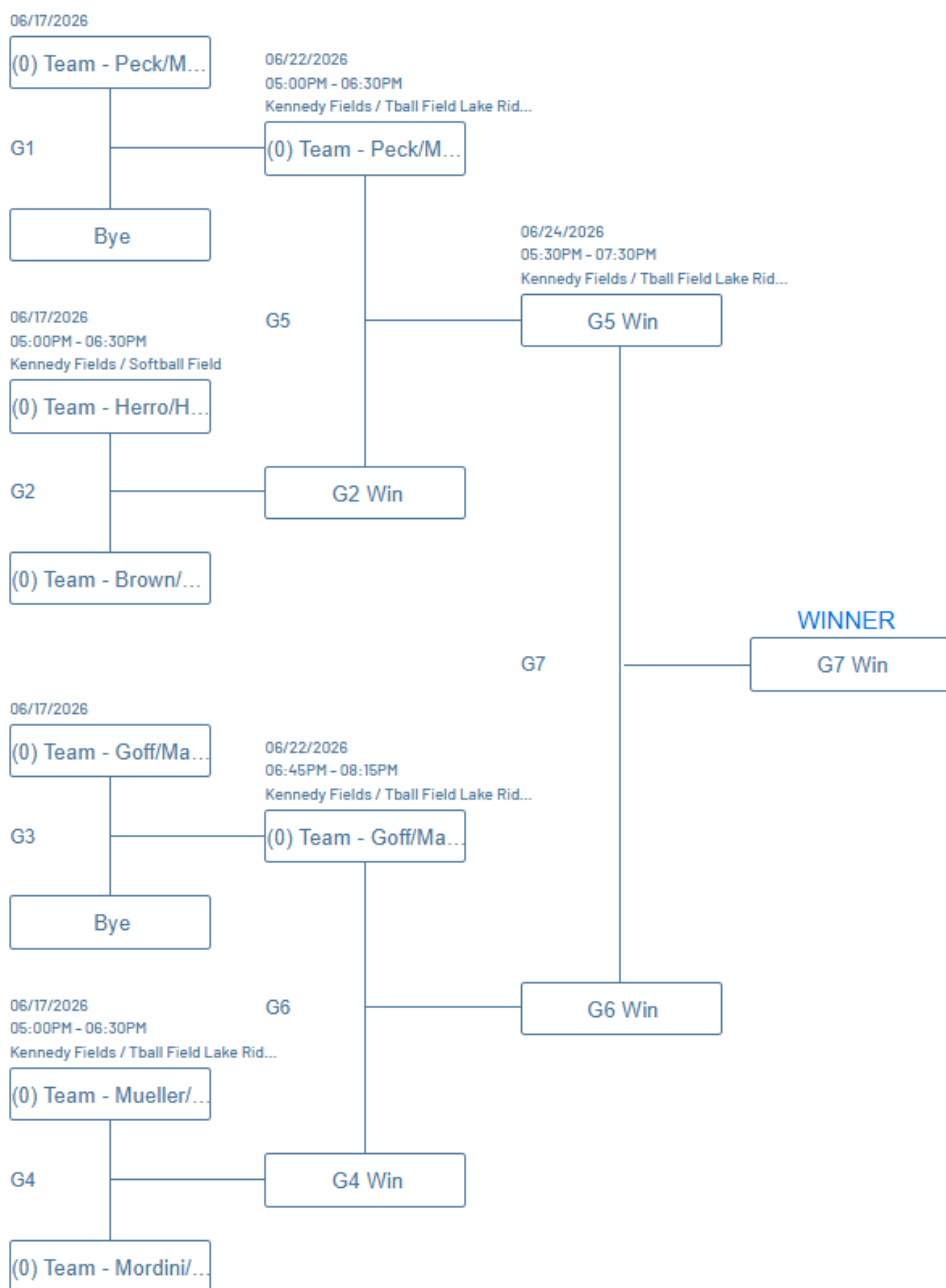 06/17/2026
(0) Team - Peck/M...
06/22/2026
05:00PM - 06:30PM
Kennedy Fields / Tball Field Lake Rid...
G1
(0) Team - Peck/M...
Bye
06/24/2026
05:30PM - 07:30PM
Kennedy Fields / Tball Field Lake Rid...
06/17/2026
05:00PM - 06:30PM
Kennedy Fields / Softball Field
G5
G5 Win
(0) Team - Herro/H...
G2
G2 Win
(0) Team - Brown/...
WINNER
G7
G7 Win
06/17/2026
(0) Team - Goff/Ma...
06/22/2026
06:45PM - 08:15PM
Kennedy Fields / Tball Field Lake Rid...
G3
(0) Team - Goff/Ma...
Bye
06/17/2026
05:00PM - 06:30PM
Kennedy Fields / Tball Field Lake Rid...
G6
G6 Win
(0) Team - Mueller/...
G4
G4 Win
(0) Team - Mordini/...